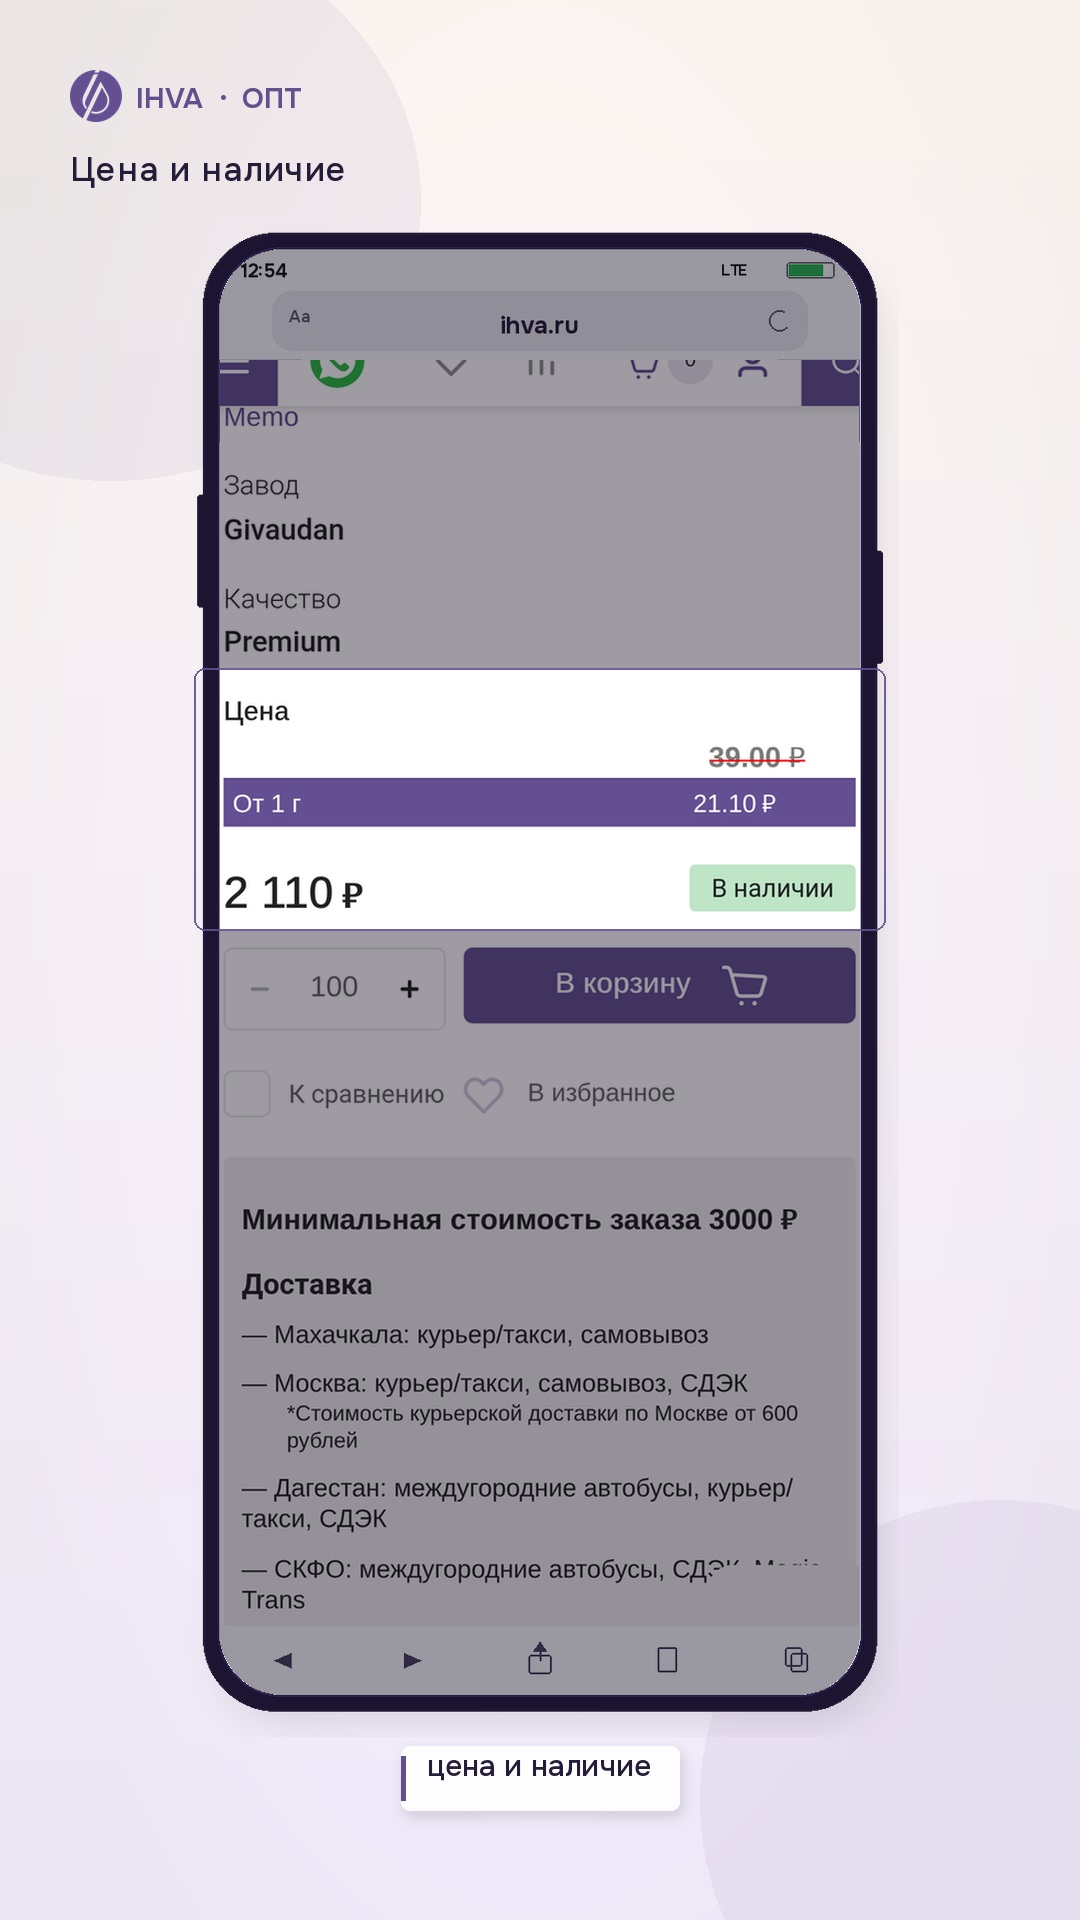 IHVA · ОПТ
Цена и наличие
12:54
LTE
Aa
ihva.ru
0
Memo
Завод
Givaudan
Качество
Premium
Цена
39.00 ₽
От 1 г
21.10 ₽
2 110 ₽
В наличии
100
В корзину
К сравнению
В избранное
Минимальная стоимость заказа 3000 ₽
Доставка
— Махачкала: курьер/такси, самовывоз
— Москва: курьер/такси, самовывоз, СДЭК
*Стоимость курьерской доставки по Москве от 600
рублей
— Дагестан: междугородние автобусы, курьер/
такси, СДЭК
— СКФО: междугородние автобусы, СДЭК, Magic
Trans
цена и наличие